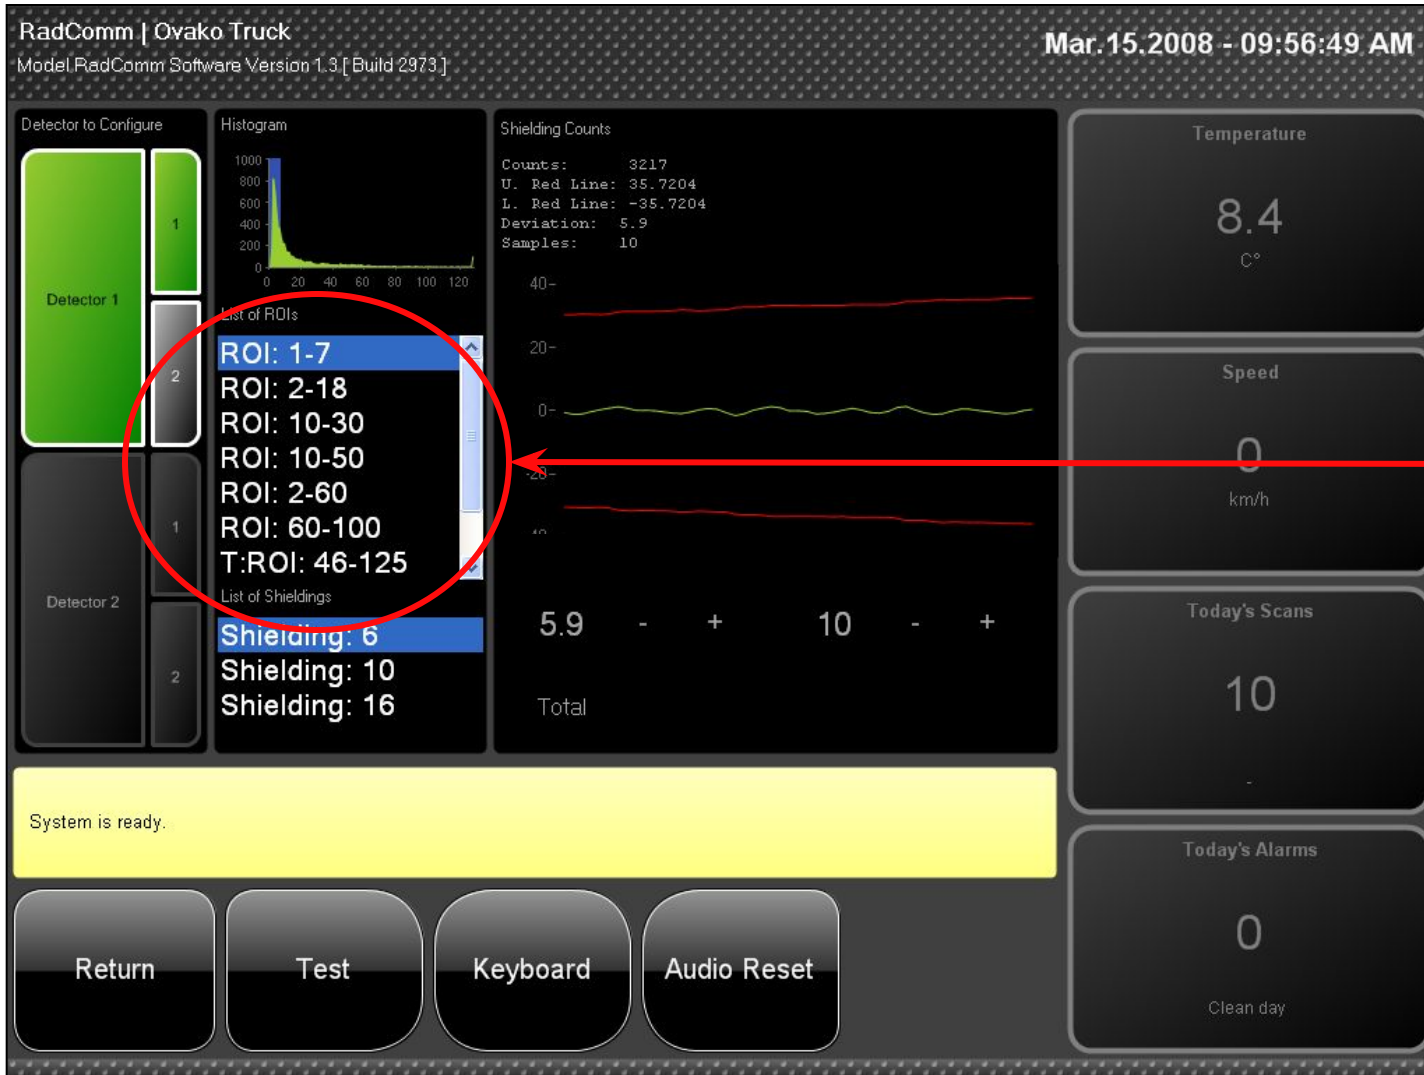 RadComm | Ovako Truck
Model RadComm Software Version 1.3 [ Build 2973 ]
Mar.15.2008 - 09:56:49 AM
Detector to Configure
Detector 1
1
2
Detector 2
1
2
Histogram
1000
800
600
400
200
0
0 20 40 60 80 100 120
List of ROIs
ROI: 1-7
ROI: 2-18
ROI: 10-30
ROI: 10-50
ROI: 2-60
ROI: 60-100
T:ROI: 46-125
List of Shieldings
Shielding: 6
Shielding: 10
Shielding: 16
Shielding Counts
Counts: 3217
U. Red Line: 35.7204
L. Red Line: -35.7204
Deviation: 5.9
Samples: 10
40-
20-
0-
-20-
-40-
5.9 - + 10 - +
Total
Temperature
8.4
C°
Speed
0
km/h
Today's Scans
10
-
Today's Alarms
0
Clean day
System is ready.
Return
Test
Keyboard
Audio Reset